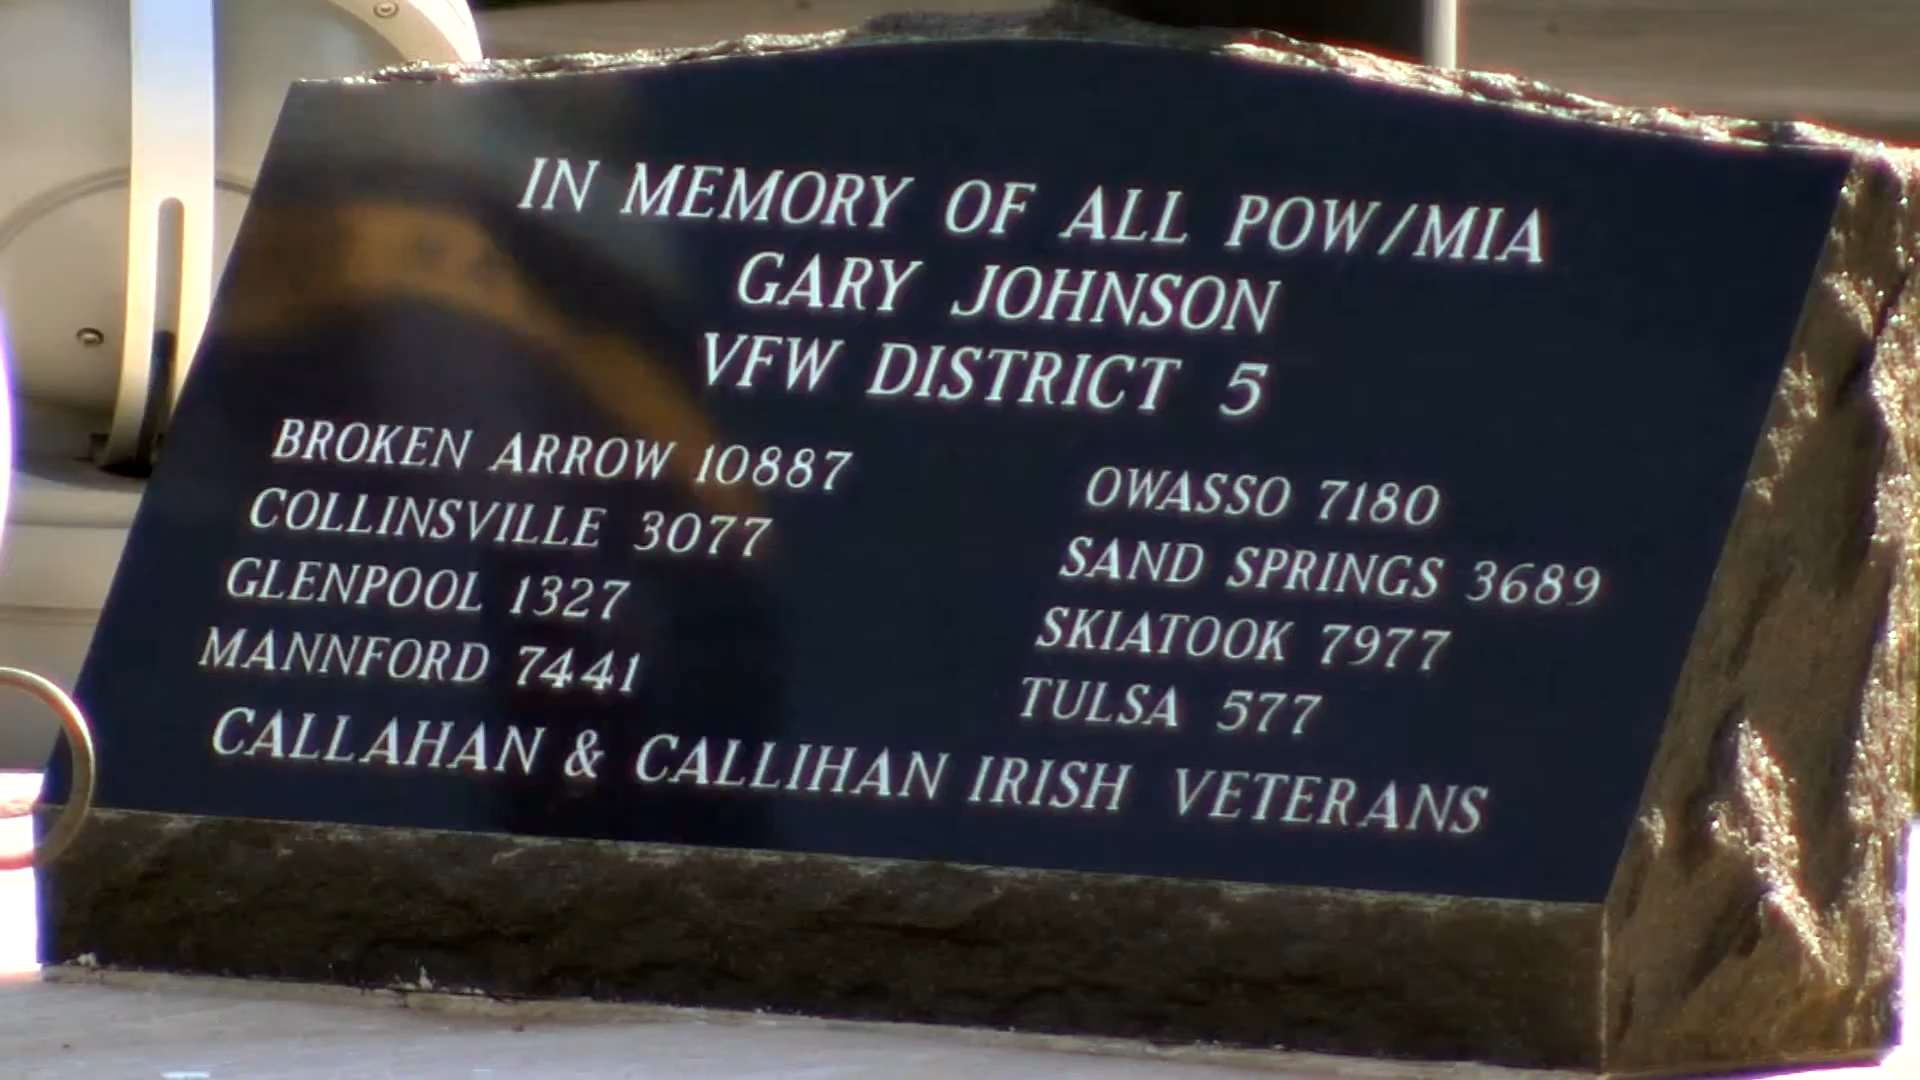 IN MEMORY OF ALL POW/MIA
GARY JOHNSON
VFW DISTRICT 5
BROKEN ARROW 10887
COLLINSVILLE 3077
GLENPOOL 1327
MANNFORD 7441
OWASSO 7180
SAND SPRINGS 3689
SKIATOOK 7977
TULSA 577
CALLAHAN & CALLIHAN IRISH VETERANS